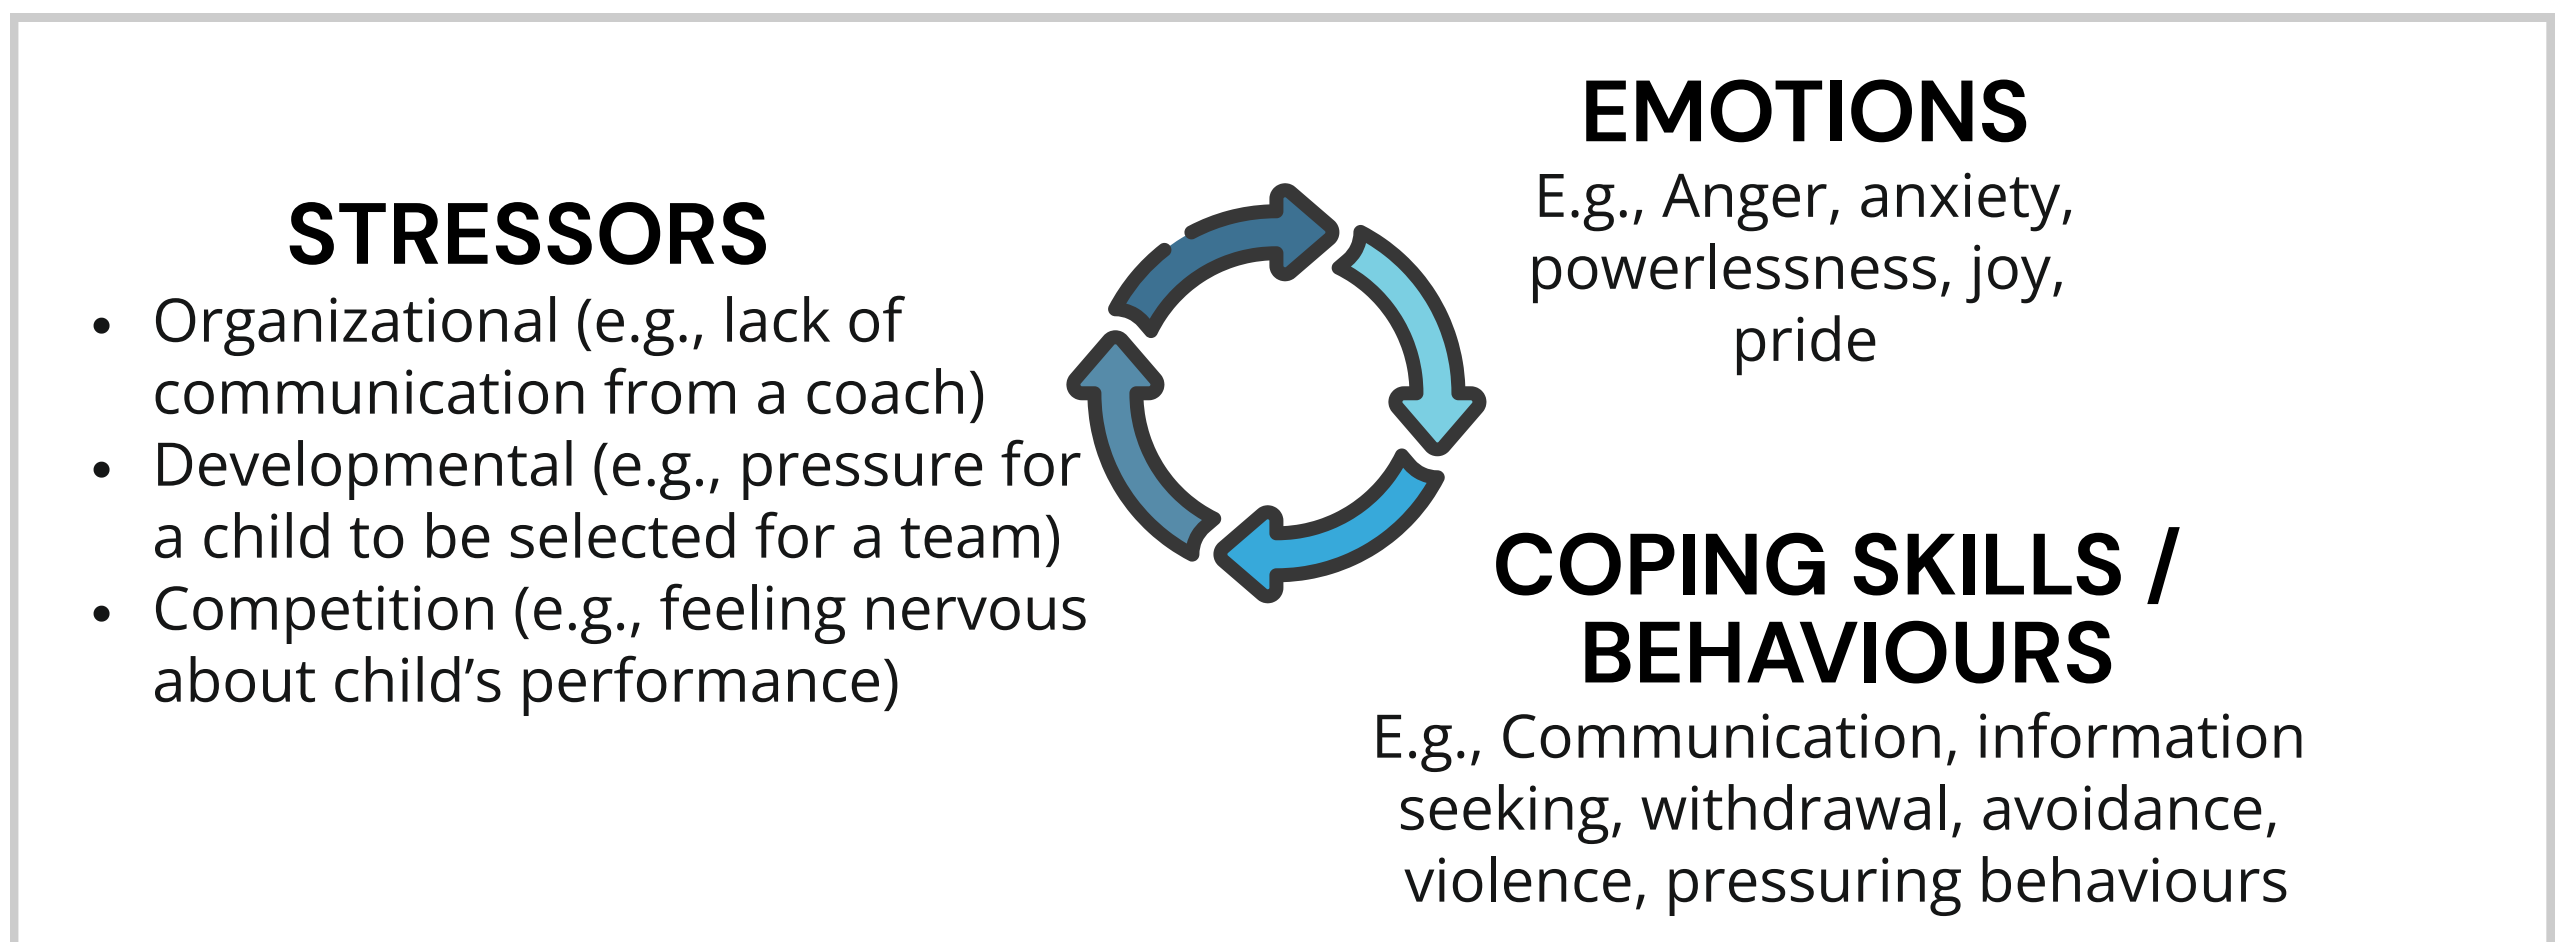 STRESSORS
• Organizational (e.g., lack of
communication from a coach)
• Developmental (e.g., pressure for
a child to be selected for a team)
• Competition (e.g., feeling nervous
about child’s performance)
EMOTIONS
E.g., Anger, anxiety,
powerlessness, joy,
pride
COPING SKILLS /
BEHAVIOURS
E.g., Communication, information
seeking, withdrawal, avoidance,
violence, pressuring behaviours